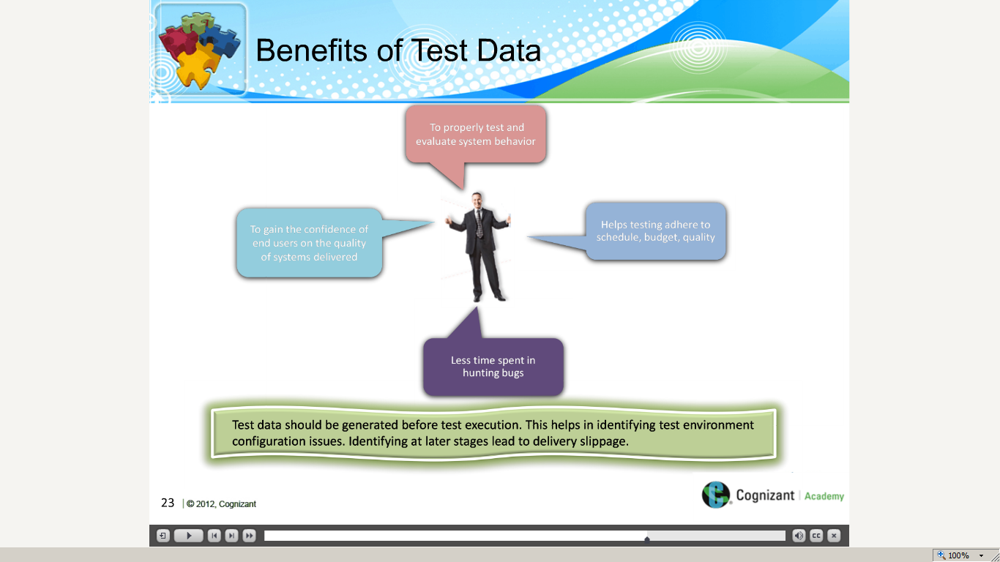 Benefits of Test Data
To properly test and
evaluate system behavior
To gain the confidence of
end users on the quality
of systems delivered
Helps testing adhere to
schedule, budget, quality
Less time spent in
hunting bugs
Test data should be generated before test execution. This helps in identifying test environment
configuration issues. Identifying at later stages lead to delivery slippage.
23 | © 2012, Cognizant
Cognizant | Academy
CC
100%